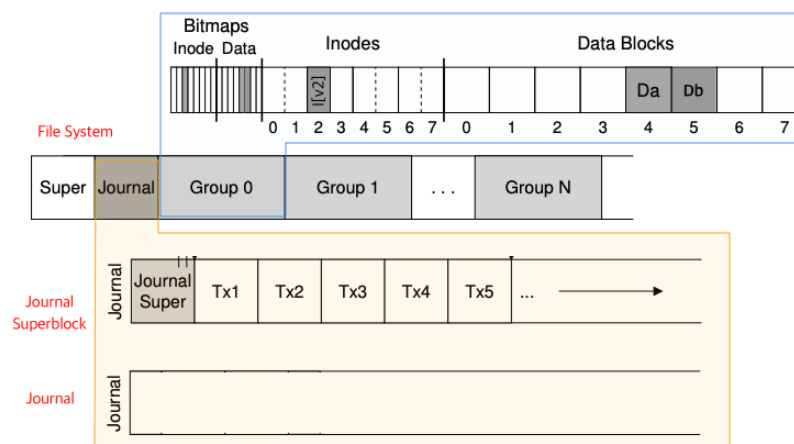 Bitmaps
Inode Data
Inodes
Data Blocks
I[v2]
Da
Db
0 1 2 3 4 5 6 7
0 1 2 3 4 5 6 7
File System
Super
Journal
Group 0
Group 1
. . .
Group N
Journal
Journal
Super
Tx1
Tx2
Tx3
Tx4
Tx5
...
Journal
Superblock
Journal
Journal